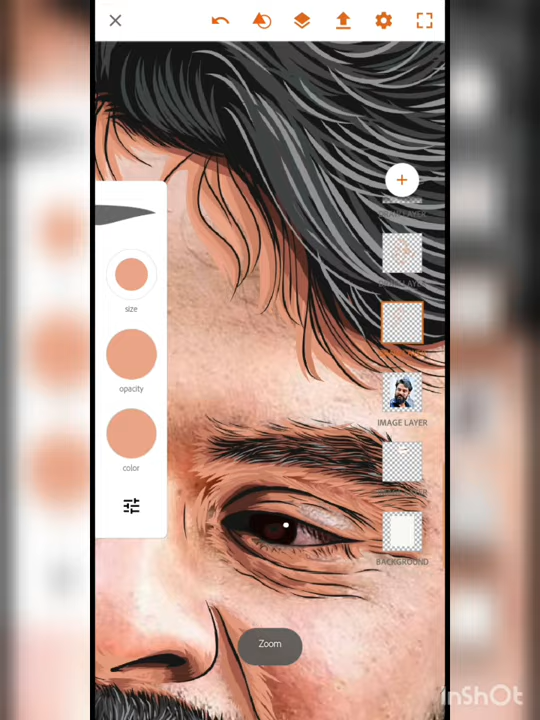 size
opacity
color
IMAGE LAYER
BACKGROUND
Zoom
InShOt